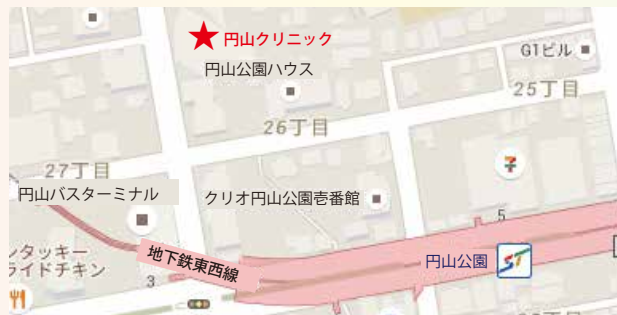 円山クリニック
円山公園ハウス
G1ビル
25丁目
26丁目
27丁目
円山バスターミナル
クリオ円山公園壱番館
5
地下鉄東西線
円山公園
ST
ンタッキー
ライドチキン
3
7